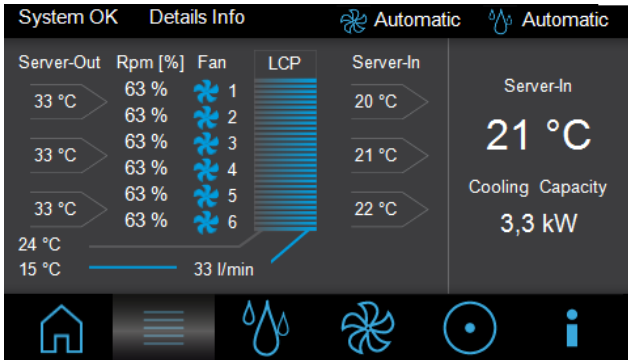 System OK Details Info Automatic Automatic
Server-Out Rpm [%] Fan LCP Server-In
33 °C 63 % 1 20 °C
63 % 2
33 °C 63 % 3 21 °C
63 % 4
33 °C 63 % 5 22 °C
63 % 6
24 °C
15 °C 33 l/min
Server-In
21 °C
Cooling Capacity
3,3 kW